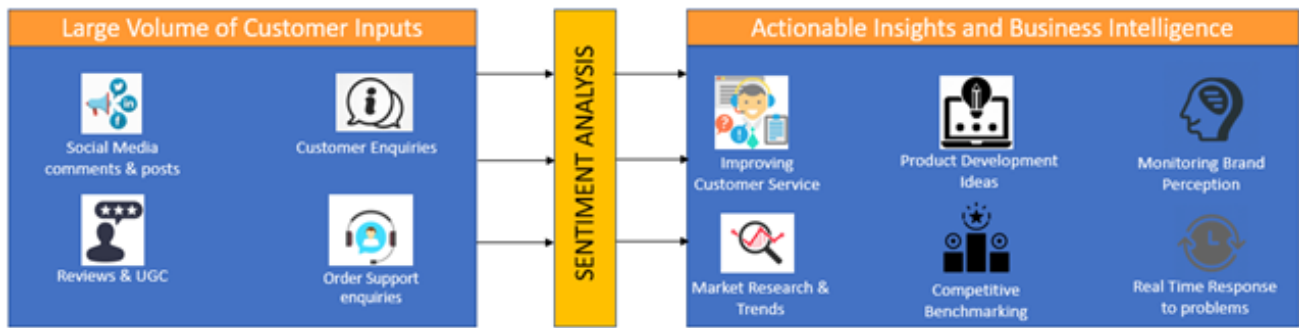 Large Volume of Customer Inputs
Social Media
comments & posts
Customer Enquiries
Reviews & UGC
Order Support
enquiries
SENTIMENT ANALYSIS
Actionable Insights and Business Intelligence
Improving
Customer Service
Product Development
Ideas
Monitoring Brand
Perception
Market Research &
Trends
Competitive
Benchmarking
Real Time Response
to problems